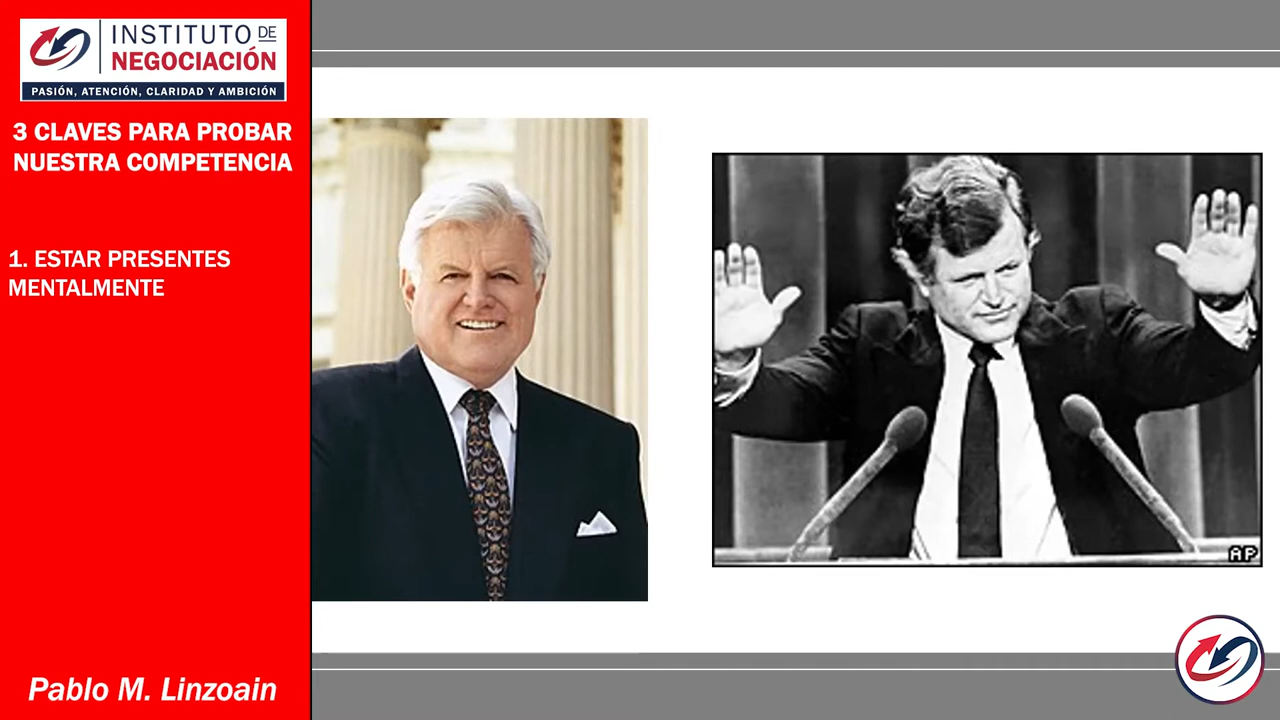 INSTITUTO DE
NEGOCIACIÓN
PASIÓN, ATENCIÓN, CLARIDAD Y AMBICIÓN
3 CLAVES PARA PROBAR
NUESTRA COMPETENCIA
1. ESTAR PRESENTES
MENTALMENTE
Pablo M. Linzoain
AP